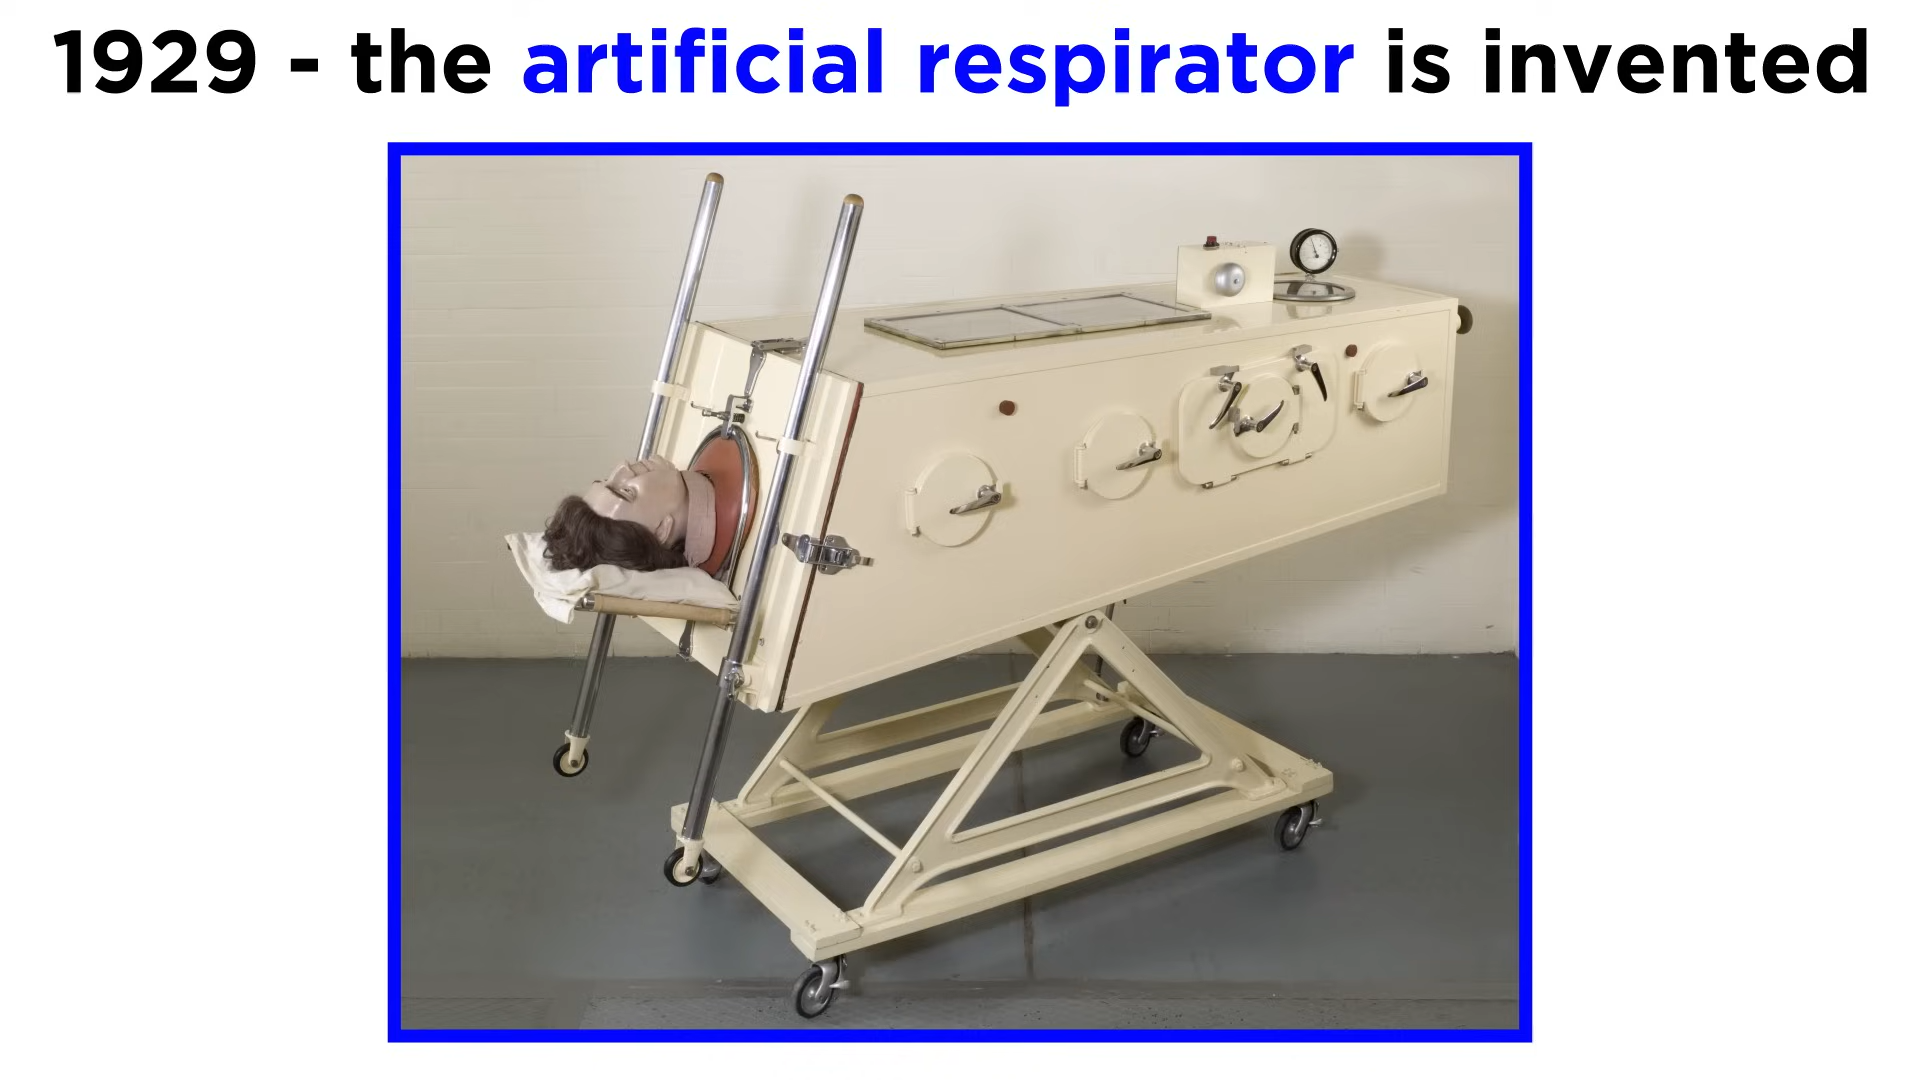 1929 - the artificial respirator is invented